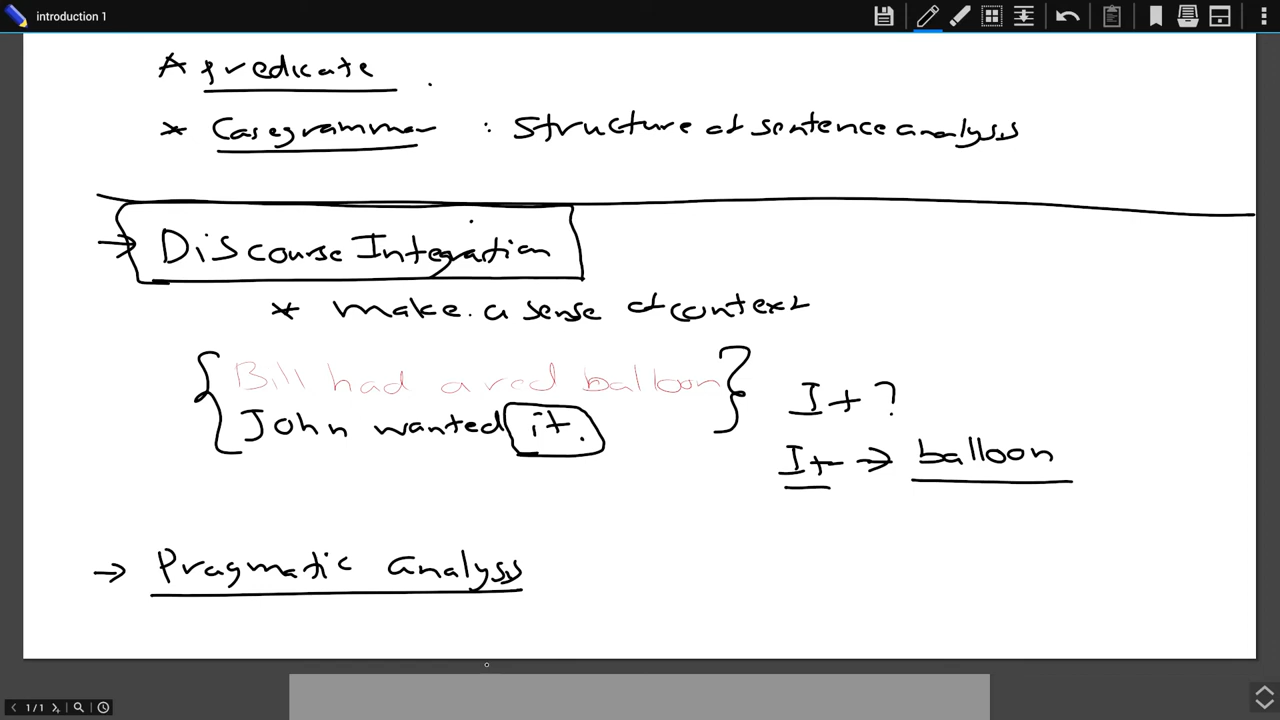 introduction 1
A predicate
* Casegrammer : Structure of sentence analysis
→ Discourse Integration
* make a sense of context
{ Bill had a red balloon }
John wanted it.
It ?
It → balloon
→ Pragmatic analysis
1/1